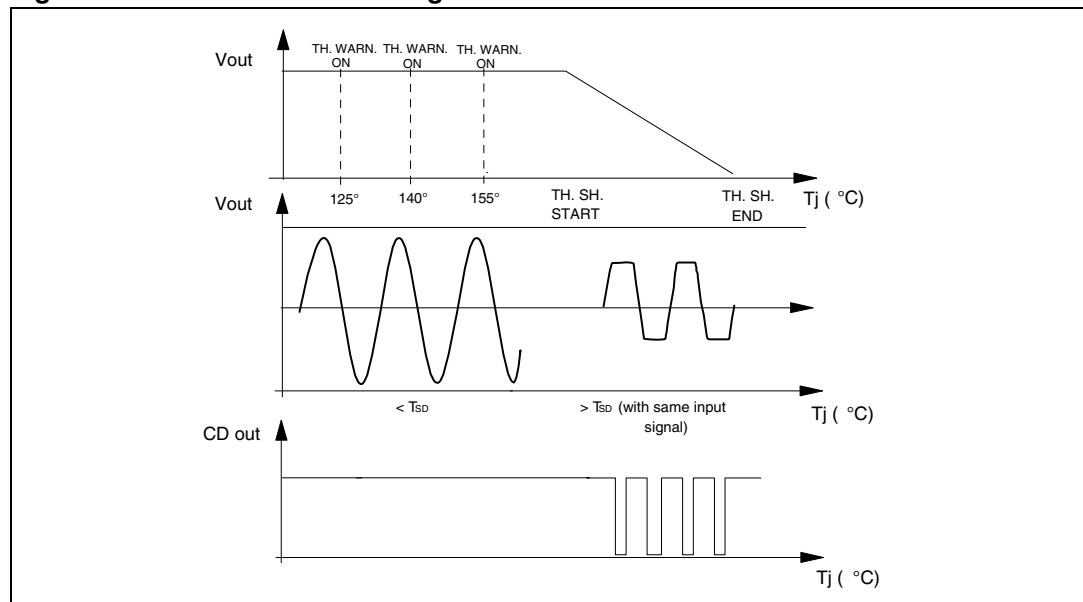 Vout
TH. WARN. TH. WARN. TH. WARN.
ON ON ON
125° 140° 155° TH. SH. START TH. SH. END Tj ( °C)
Vout
< TSD > TSD (with same input signal) Tj ( °C)
CD out
Tj ( °C)